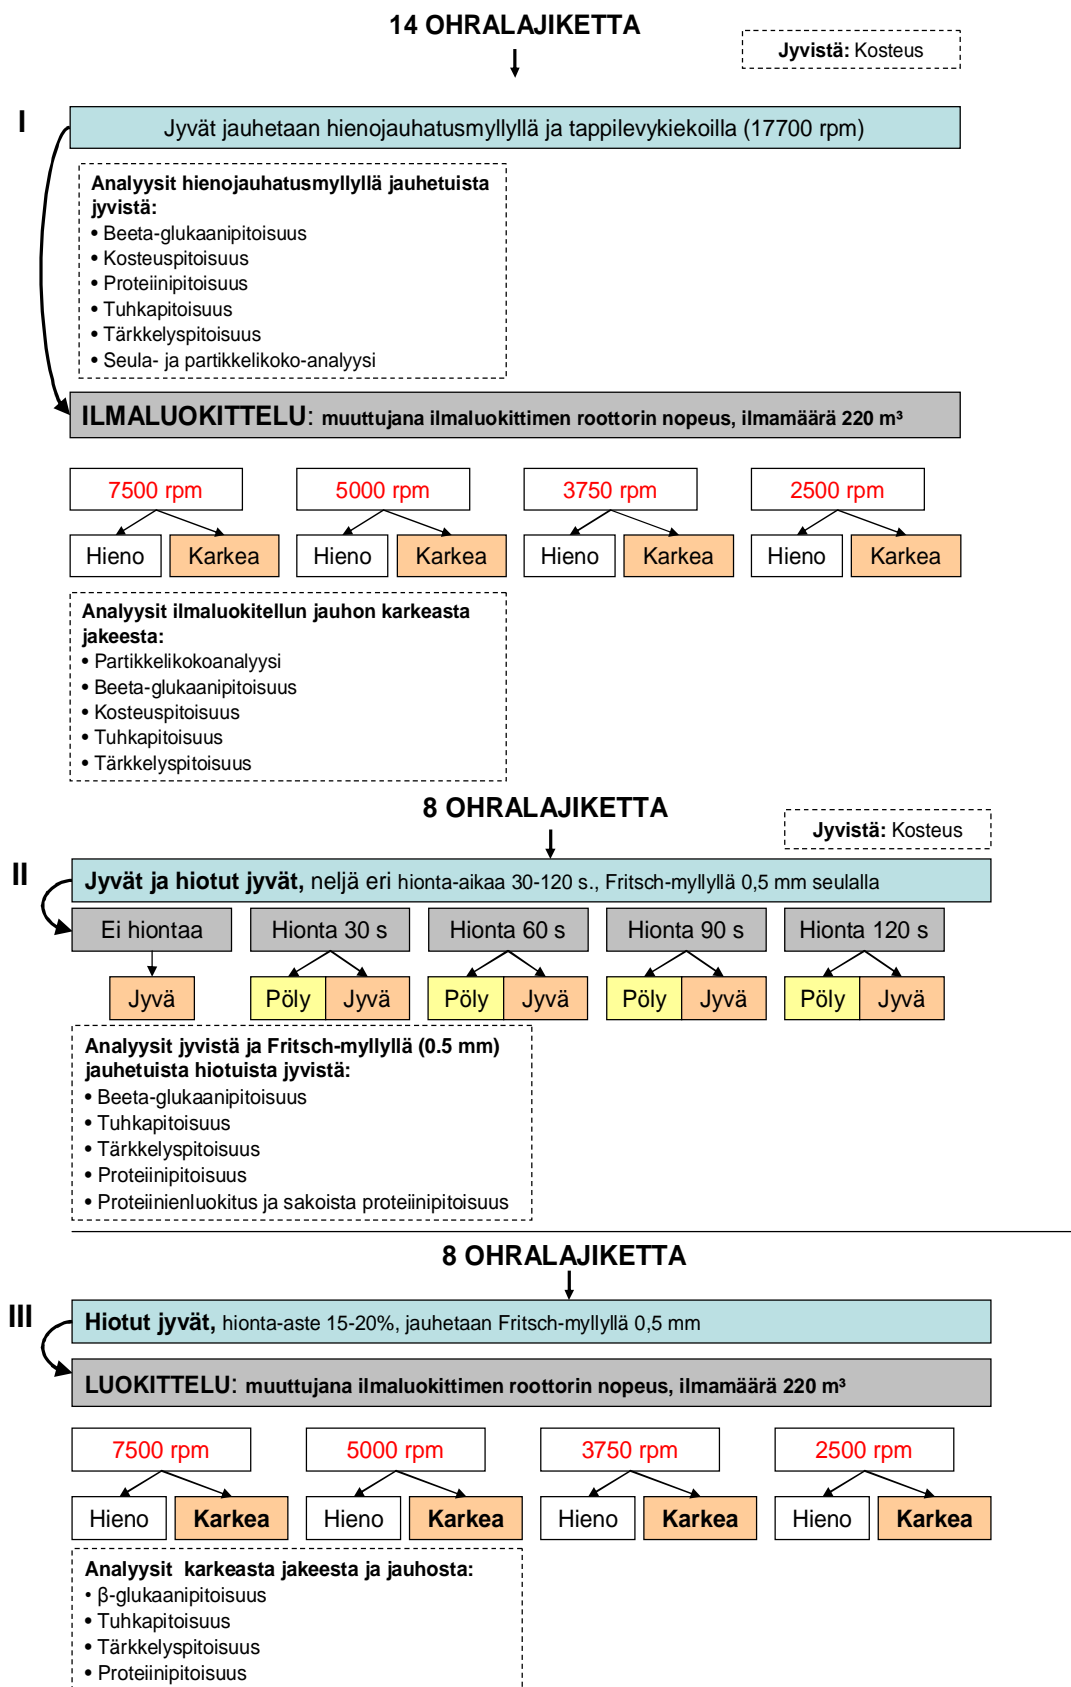 14 OHRALAJIKETTA
Jyvistä: Kosteus
I
Jyvät jauhetaan hienojauhatusmyllyllä ja tappilevykiekoilla (17700 rpm)
Analyysit hienojauhatusmyllyllä jauhetuista
jyvistä:
• Beeta-glukaanipitoisuus
• Kosteuspitoisuus
• Proteiinipitoisuus
• Tuhkapitoisuus
• Tärkkelyspitoisuus
• Seula- ja partikkelikoko-analyysi
ILMALUOKITTELU: muuttujana ilmaluokittimen roottorin nopeus, ilmamäärä 220 m³
7500 rpm 5000 rpm 3750 rpm 2500 rpm
Hieno Karkea Hieno Karkea Hieno Karkea Hieno Karkea
Analyysit ilmaluokitellun jauhon karkeasta
jakeesta:
• Partikkelikokoanalyysi
• Beeta-glukaanipitoisuus
• Kosteuspitoisuus
• Tuhkapitoisuus
• Tärkkelyspitoisuus
8 OHRALAJIKETTA
Jyvistä: Kosteus
II
Jyvät ja hiotut jyvät, neljä eri hionta-aikaa 30-120 s., Fritsch-myllyllä 0,5 mm seulalla
Ei hiontaa Hionta 30 s Hionta 60 s Hionta 90 s Hionta 120 s
Jyvä Pöly Jyvä Pöly Jyvä Pöly Jyvä Pöly Jyvä
Analyysit jyvistä ja Fritsch-myllyllä (0.5 mm)
jauhetuista hiotuista jyvistä:
• Beeta-glukaanipitoisuus
• Tuhkapitoisuus
• Tärkkelyspitoisuus
• Proteiinipitoisuus
• Proteiinienluokitus ja sakoista proteiinipitoisuus
8 OHRALAJIKETTA
III
Hiotut jyvät, hionta-aste 15-20%, jauhetaan Fritsch-myllyllä 0,5 mm
LUOKITTELU: muuttujana ilmaluokittimen roottorin nopeus, ilmamäärä 220 m³
7500 rpm 5000 rpm 3750 rpm 2500 rpm
Hieno Karkea Hieno Karkea Hieno Karkea Hieno Karkea
Analyysit karkeasta jakeesta ja jauhosta:
• β-glukaanipitoisuus
• Tuhkapitoisuus
• Tärkkelyspitoisuus
• Proteiinipitoisuus